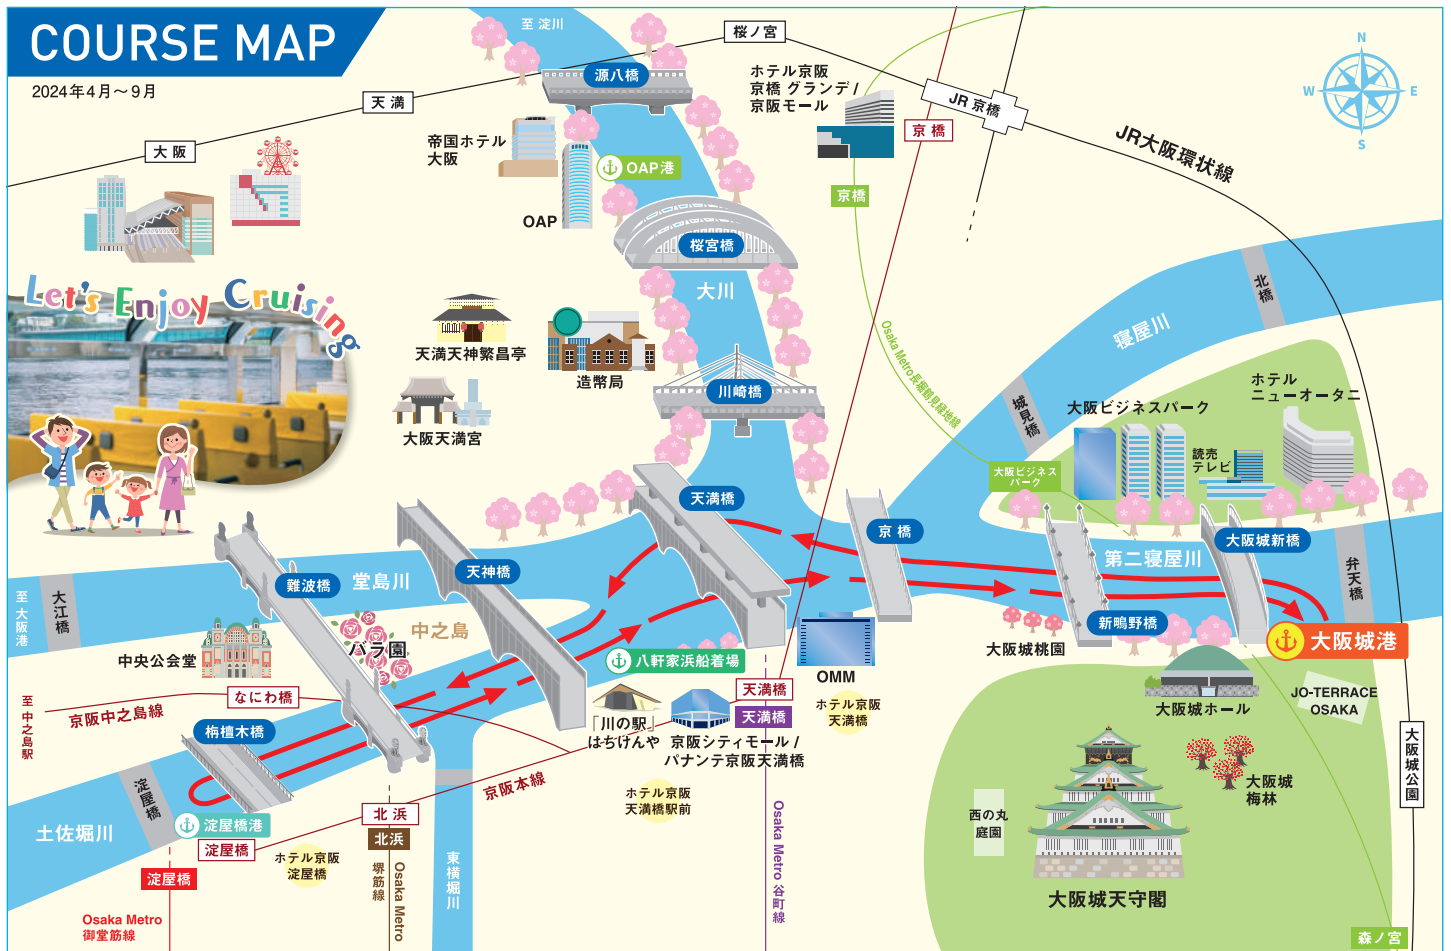 COURSE MAP
2024年4月～9月
至 淀川
桜ノ宮
源八橋
天満
大阪
帝国ホテル
大阪
OAP港
OAP
ホテル京阪
京橋 グランデ /
京阪モール
JR 京橋
京橋
京橋
JR大阪環状線
N
W
E
S
桜宮橋
大川
Let's Enjoy Cruising
天満天神繁昌亭
造幣局
大阪天満宮
川崎橋
Osaka Metro 長堀鶴見緑地線
北橋
寝屋川
城見橋
大阪ビジネスパーク
ホテル
ニューオータニ
読売
テレビ
大阪ビジネス
パーク
天満橋
京橋
大阪城新橋
第二寝屋川
弁天橋
新鴫野橋
大阪城桃園
大阪城港
大阪城ホール
JO-TERRACE
OSAKA
大阪城公園
大阪城
梅林
西の丸
庭園
大阪城天守閣
森ノ宮
至 大阪港
大江橋
堂島川
難波橋
天神橋
中之島
バラ園
中央公会堂
八軒家浜船着場
OMM
ホテル京阪
天満橋
天満橋
天満橋
「川の駅」
はちけんや
京阪シティモール /
パナンテ京阪天満橋
ホテル京阪
天満橋駅前
至 中之島駅
京阪中之島線
なにわ橋
栴檀木橋
淀屋橋
土佐堀川
淀屋橋港
淀屋橋
淀屋橋
Osaka Metro
御堂筋線
ホテル京阪
淀屋橋
北浜
北浜
堺筋線
Osaka Metro
京阪本線
東横堀川
Osaka Metro 谷町線